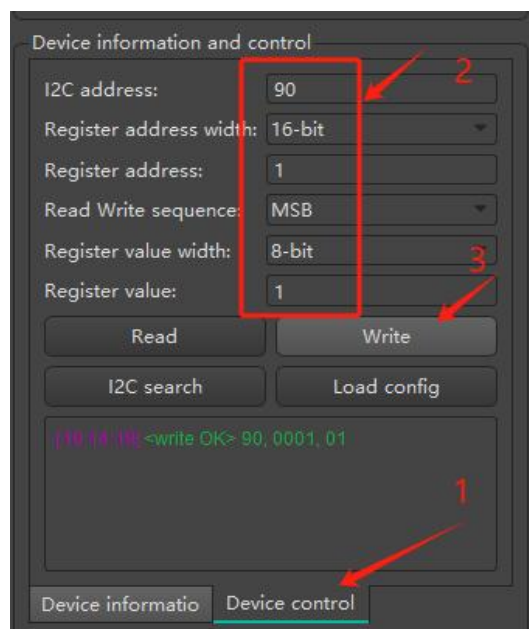 Device information and control
2
I2C address: 90
Register address width: 16-bit
Register address: 1
Read Write sequence: MSB
Register value width: 8-bit
3
Register value: 1
Read Write
I2C search Load config
<write OK> 90, 0001, 01
1
Device informatio Device control